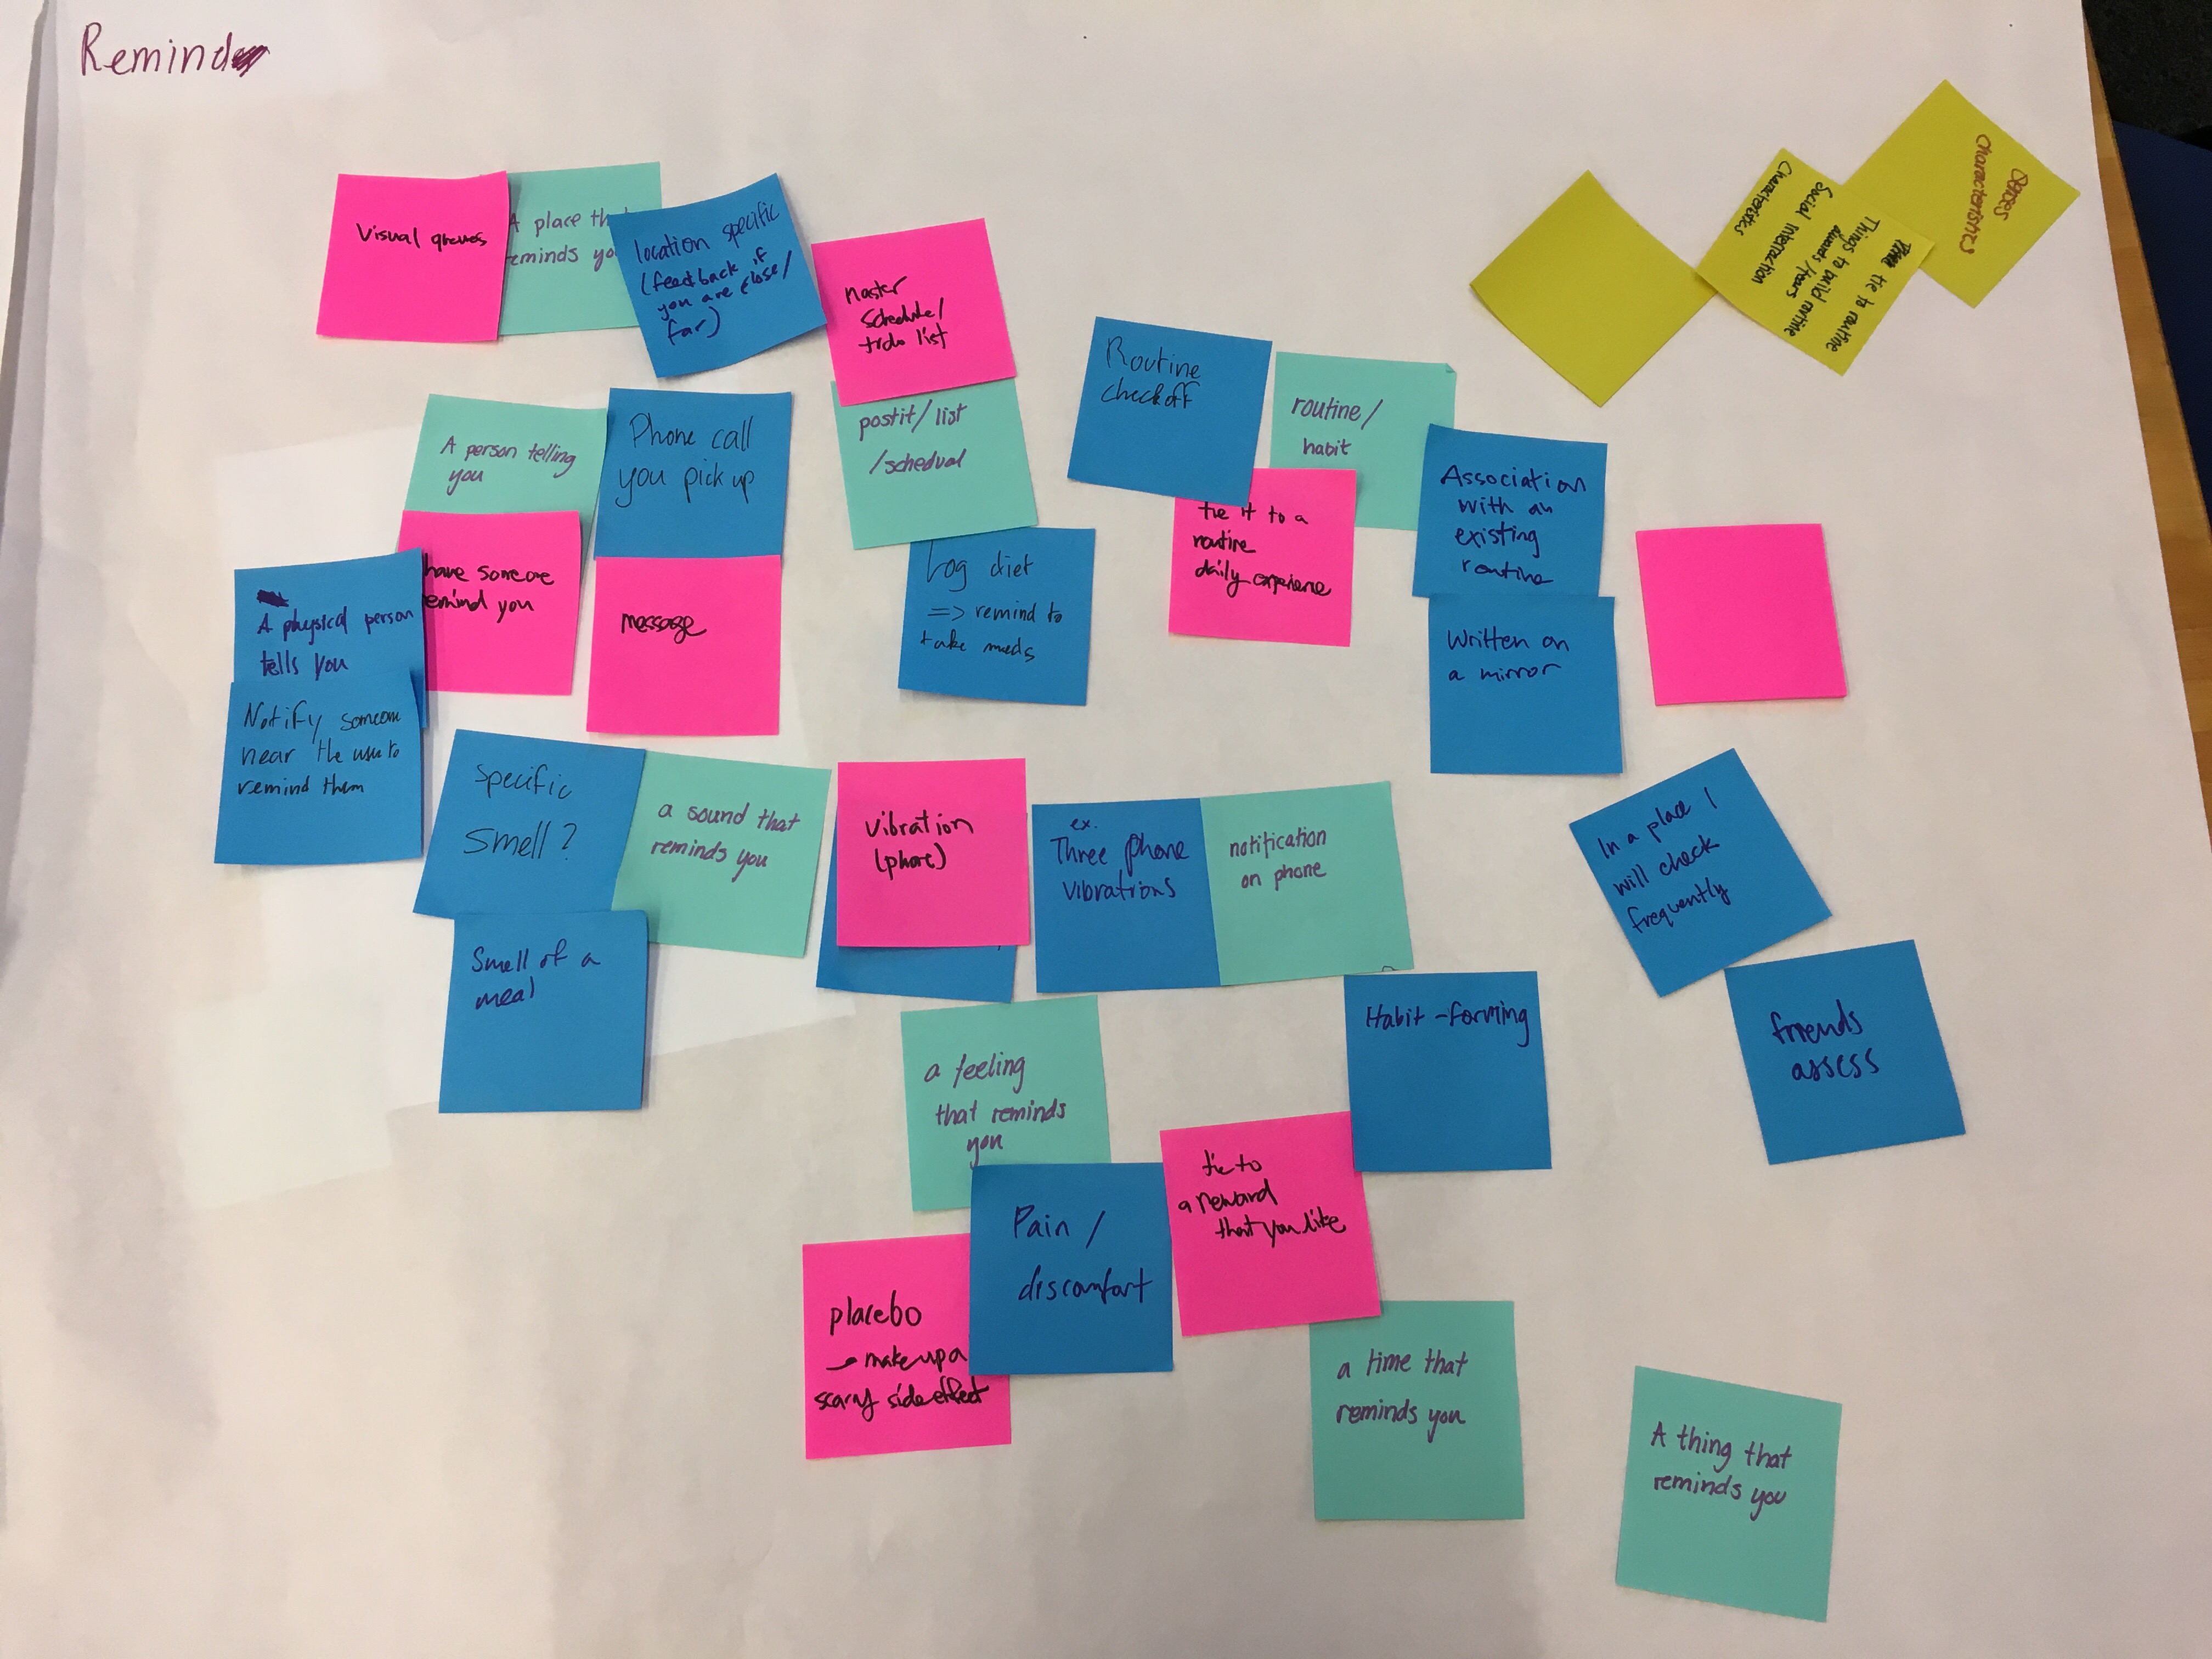 Remind
Visual queues
A place tha
reminds you
location specific
(feedback if
you are close/
far)
master
schedule/
todo list
postit/list
/schedual
A person telling
you
Phone call
you pick up
have someone
remind you
message
A physical person
tells you
Notify someone
near the user to
remind them
Log diet
=> remind to
take meds
Routine
checkoff
routine/
habit
tie it to a
routine
daily experience
Association
with an
existing
routine
Written on
a mirror
tie to routine
Things to build routine
Social Interaction
Characteristics
Senses
Characteristics
Specific
Smell?
a sound that
reminds you
Smell of a
meal
Vibration
(phone)
ex.
Three phone
vibrations
notification
on phone
In a place I
will check
frequently
friends
assess
Habit-forming
a feeling
that reminds
you
Pain /
discomfort
tie to
a reward
that you like
placebo
→ make up a
scary side effect
a time that
reminds you
A thing that
reminds you